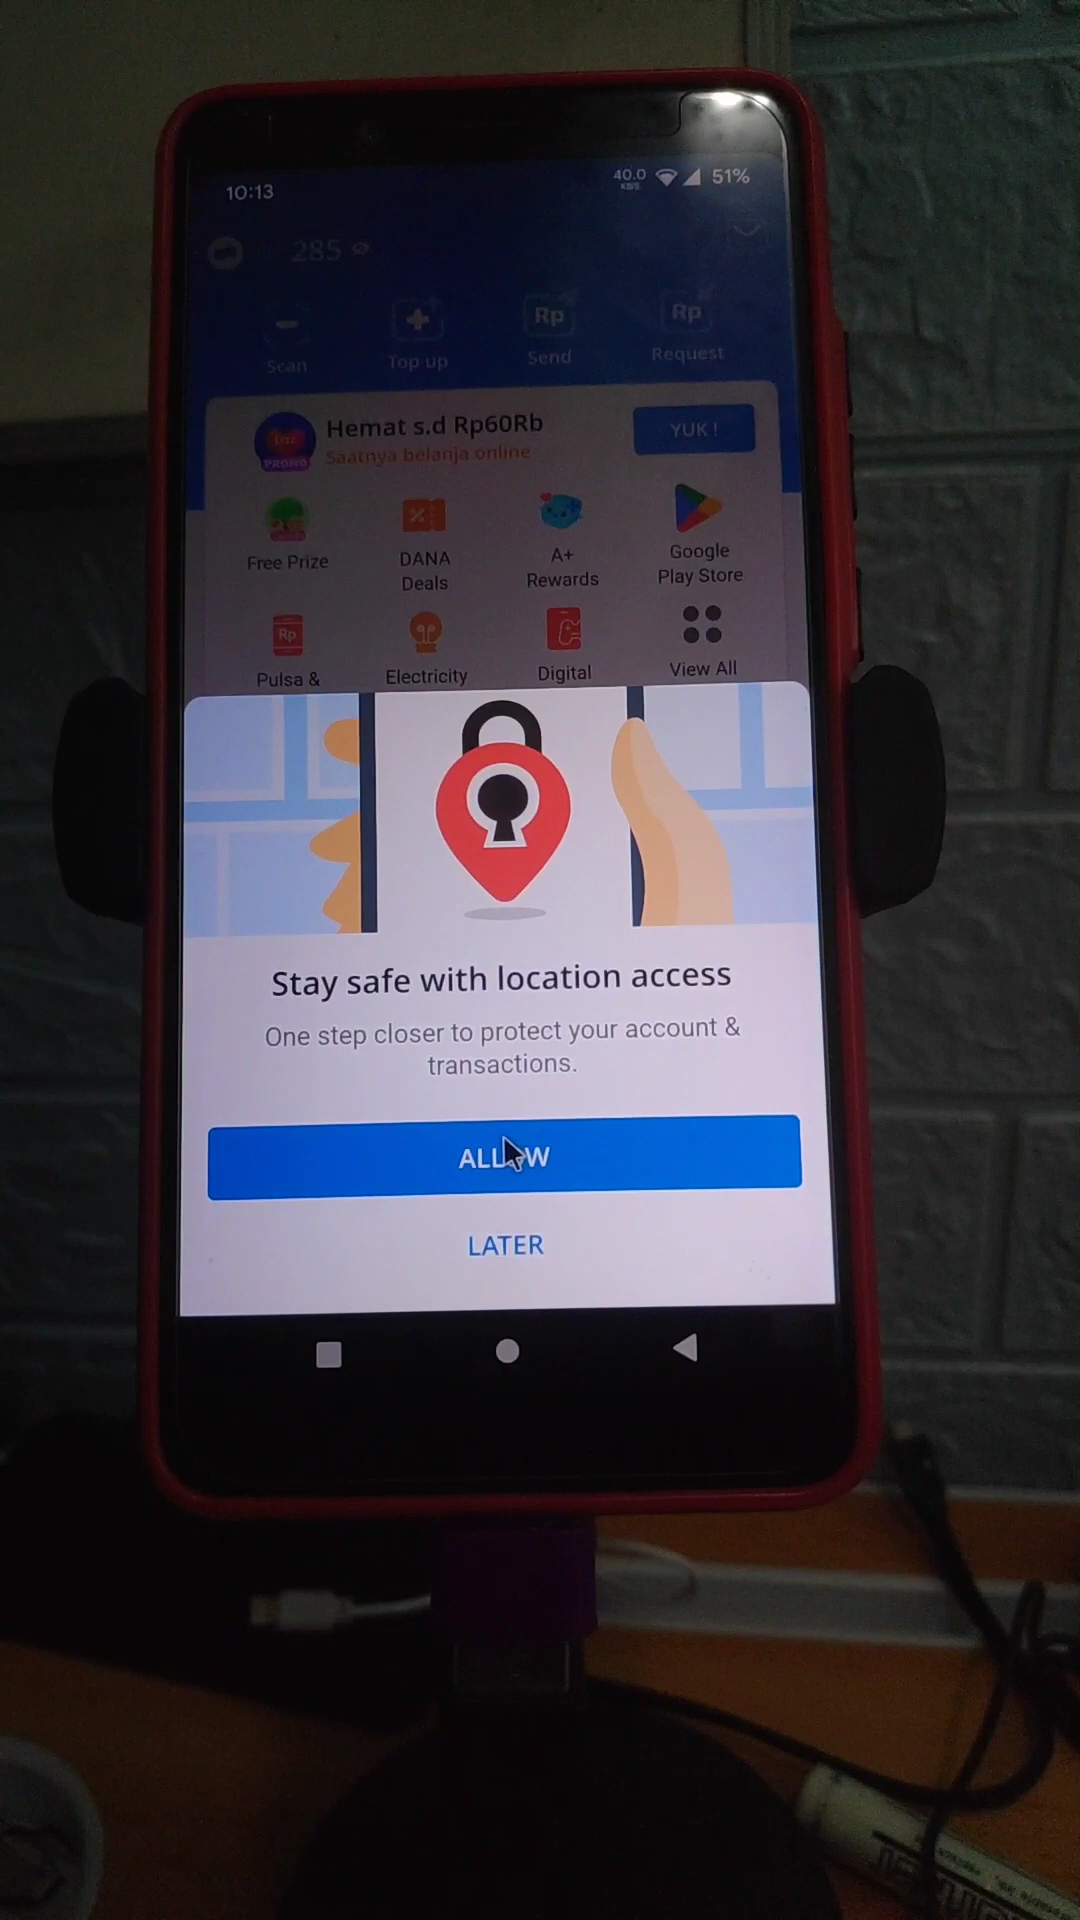 10:13
40.0
KB/S
51%
285
Scan
Top up
Rp
Send
Rp
Request
Hemat s.d Rp60Rb
Saatnya belanja online
PROMO
YUK !
Free Prize
DANA
Deals
A+
Rewards
Google
Play Store
Rp
Pulsa &
Electricity
Digital
View All
Stay safe with location access
One step closer to protect your account &
transactions.
ALLOW
LATER